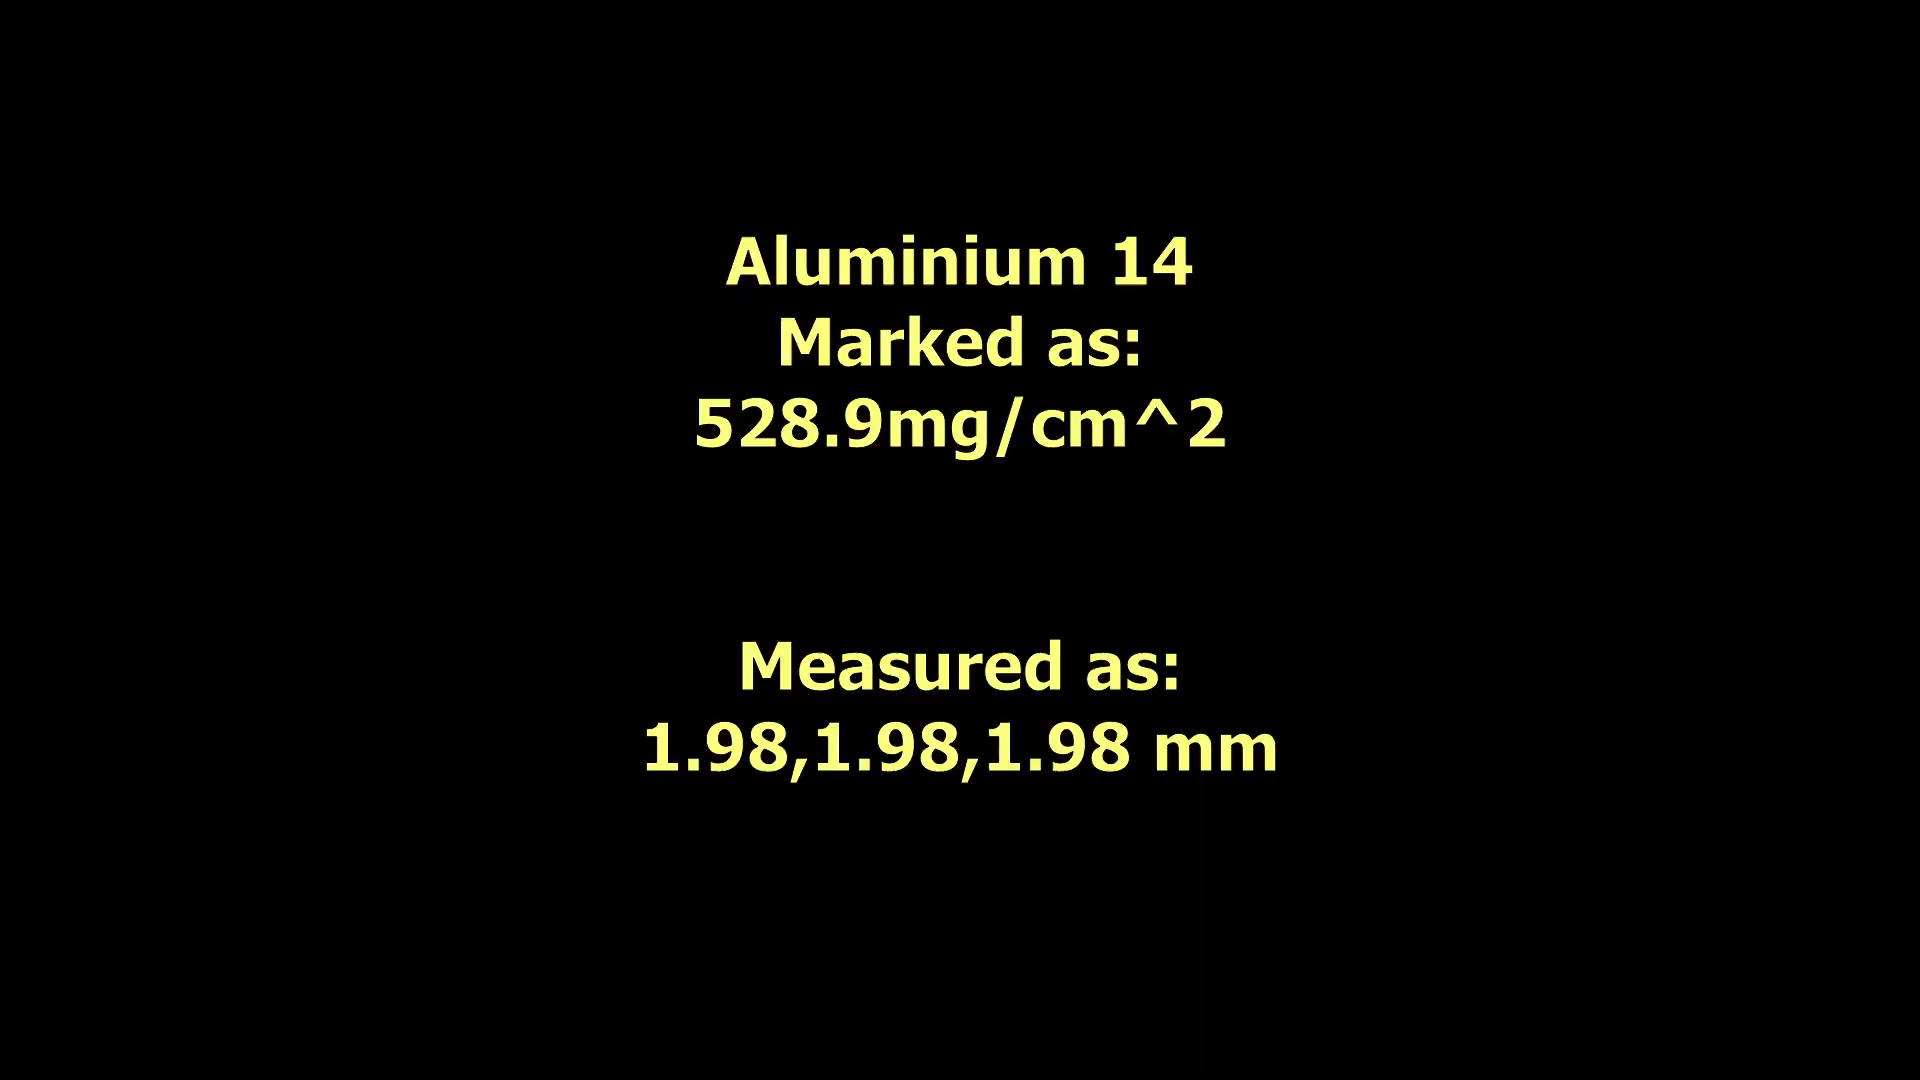 Aluminium 14
Marked as:
528.9mg/cm^2
Measured as:
1.98,1.98,1.98 mm